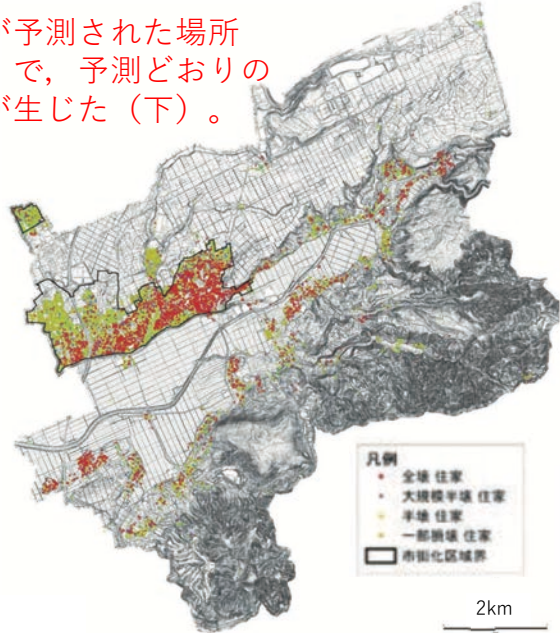 が予測された場所
で，予測どおりの
が生じた（下）。
凡例
全壊 住家
大規模半壊 住家
半壊 住家
一部損壊 住家
市街化区域界
2km